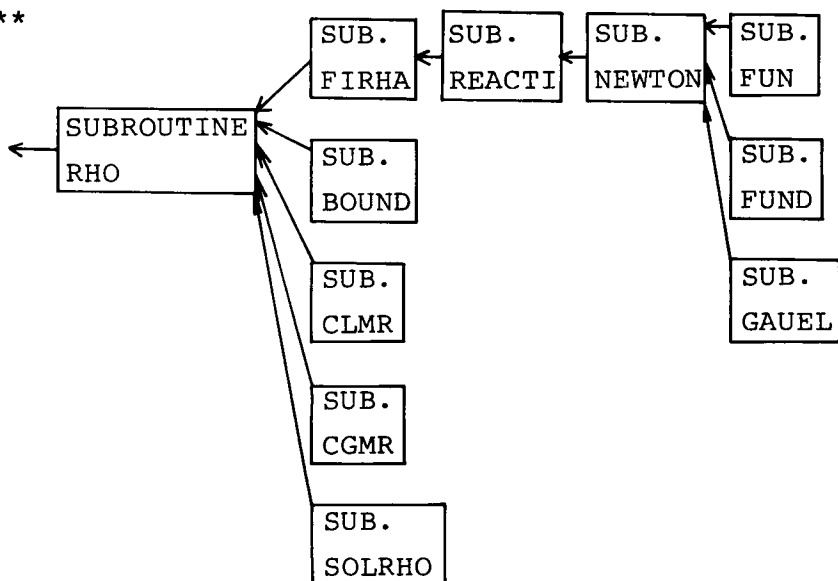 **
SUBROUTINE
RHO
SUB.
FIRHA
SUB.
REACTI
SUB.
NEWTON
SUB.
FUN
SUB.
BOUND
SUB.
FUND
SUB.
CLMR
SUB.
GAUEL
SUB.
CGMR
SUB.
SOLRHO